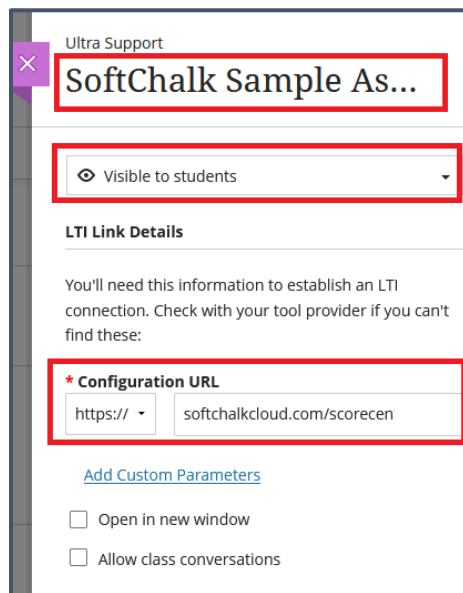 Ultra Support
SoftChalk Sample As...
Visible to students
LTI Link Details
You'll need this information to establish an LTI
connection. Check with your tool provider if you can't
find these:
* Configuration URL
https:// softchalkcloud.com/scorecen
Add Custom Parameters
Open in new window
Allow class conversations